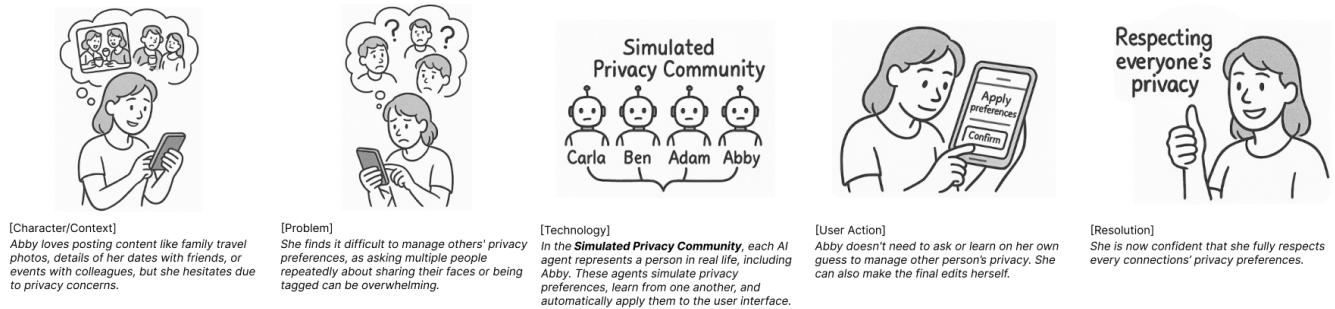 ?
?
?
Simulated
Privacy Community
Carla Ben Adam Abby
Apply
preferences
Confirm
Respecting
everyone's
privacy
[Character/Context]
Abby loves posting content like family travel
photos, details of her dates with friends, or
events with colleagues, but she hesitates due
to privacy concerns.
[Problem]
She finds it difficult to manage others' privacy
preferences, as asking multiple people
repeatedly about sharing their faces or being
tagged can be overwhelming.
[Technology]
In the Simulated Privacy Community, each AI
agent represents a person in real life, including
Abby. These agents simulate privacy
preferences, learn from one another, and
automatically apply them to the user interface.
[User Action]
Abby doesn't need to ask or learn on her own
guess to manage other person's privacy. She
can also make the final edits herself.
[Resolution]
She is now confident that she fully respects
every connections' privacy preferences.